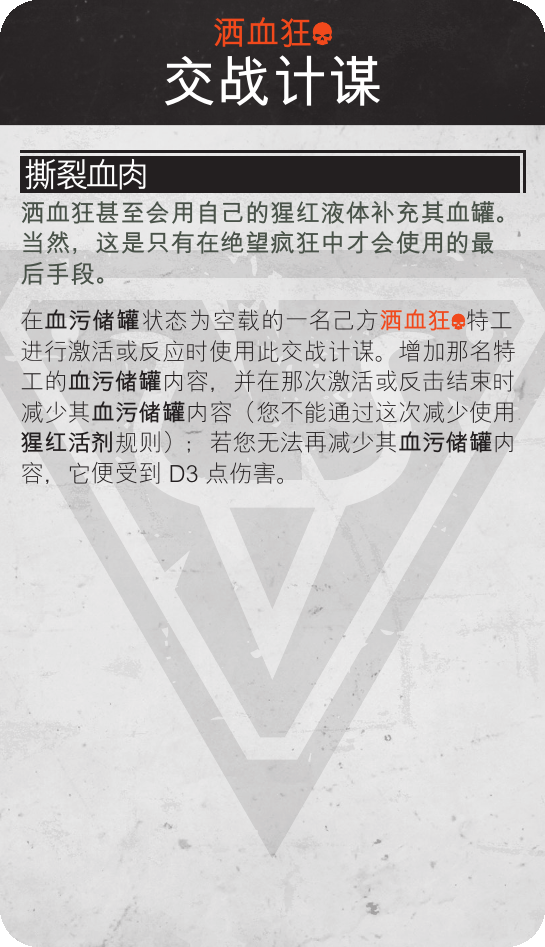 洒血狂
交战计谋
撕裂血肉
洒血狂甚至会用自己的猩红液体补充其血罐。
当然，这是只有在绝望疯狂中才会使用的最
后手段。
在血污储罐状态为空载的一名己方洒血狂特工
进行激活或反应时使用此交战计谋。增加那名特
工的血污储罐内容，并在那次激活或反击结束时
减少其血污储罐内容（您不能通过这次减少使用
猩红活剂规则）；若您无法再减少其血污储罐内
容，它便受到 D3 点伤害。